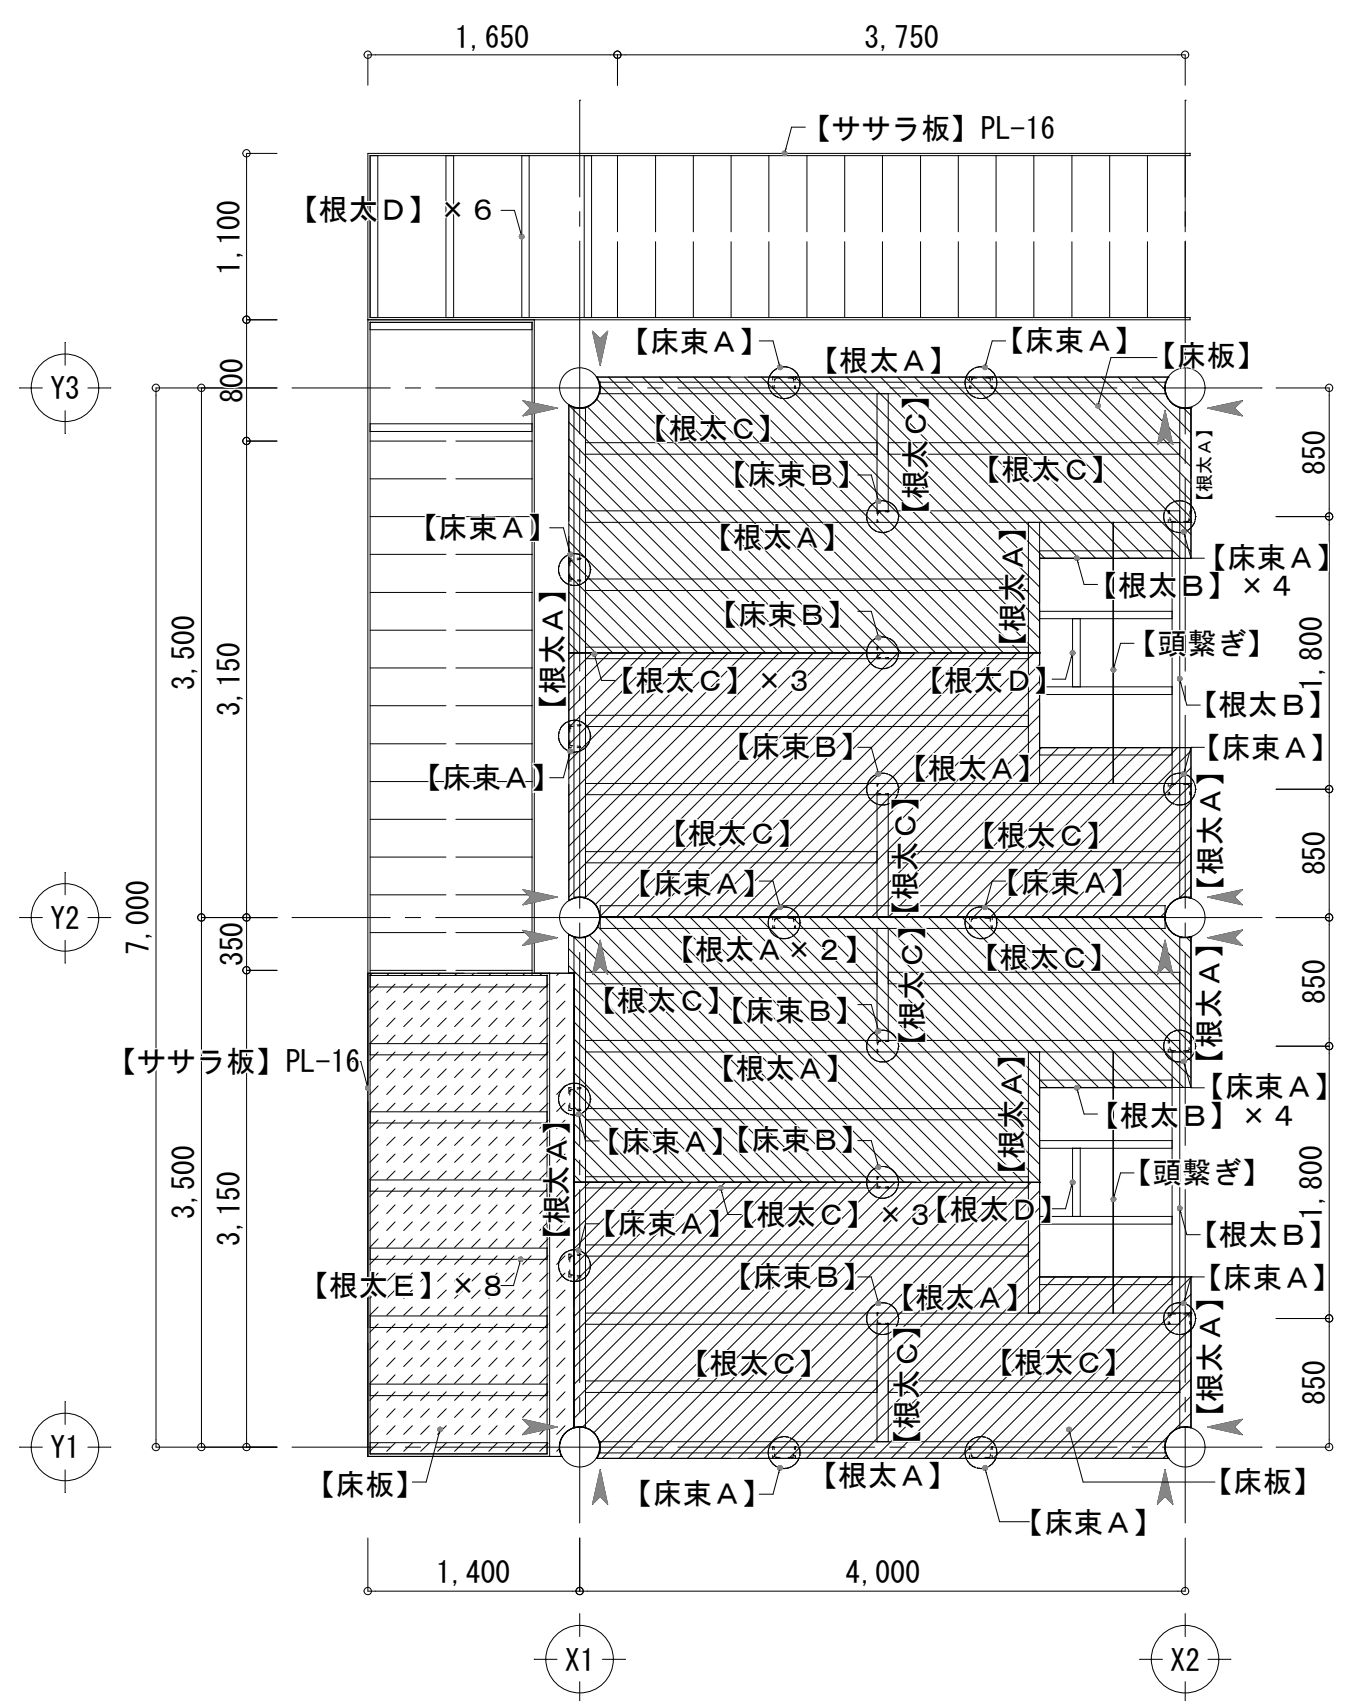 1,650
3,750
【ササラ板】PL-16
【根太Ｄ】×６
1,100
800
Y3
【床束Ａ】
【根太Ａ】
【床束Ａ】
【床板】
【根太Ｃ】
【根太Ｃ】
【根太Ｃ】
【根太Ａ】
850
【床束Ｂ】
【床束Ａ】
【根太Ａ】
【根太Ａ】
【床束Ａ】
【根太Ｂ】×４
【床束Ｂ】
【頭繋ぎ】
1,800
3,500
3,150
【根太Ａ】
【根太Ｃ】×３
【根太Ｄ】
【根太Ｂ】
【床束Ａ】
【床束Ｂ】
【根太Ａ】
【床束Ａ】
【根太Ｃ】
【根太Ｃ】
【根太Ｃ】
【根太Ａ】
850
【床束Ａ】
【床束Ａ】
7,000
Y2
350
【根太Ａ×２】
【根太Ｃ】
【根太Ｃ】
【根太Ａ】
850
【根太Ｃ】
【床束Ｂ】
【ササラ板】PL-16
【根太Ａ】
【根太Ａ】
【床束Ａ】
【根太Ｂ】×４
【根太Ａ】
【床束Ａ】
【床束Ｂ】
【頭繋ぎ】
1,800
3,500
3,150
【床束Ａ】
【根太Ｃ】×３
【根太Ｄ】
【根太Ｂ】
【根太Ｅ】×８
【床束Ｂ】
【根太Ａ】
【床束Ａ】
【根太Ｃ】
【根太Ｃ】
【根太Ｃ】
【根太Ａ】
850
Y1
【床板】
【床束Ａ】
【根太Ａ】
【床束Ａ】
【床板】
1,400
4,000
X1
X2